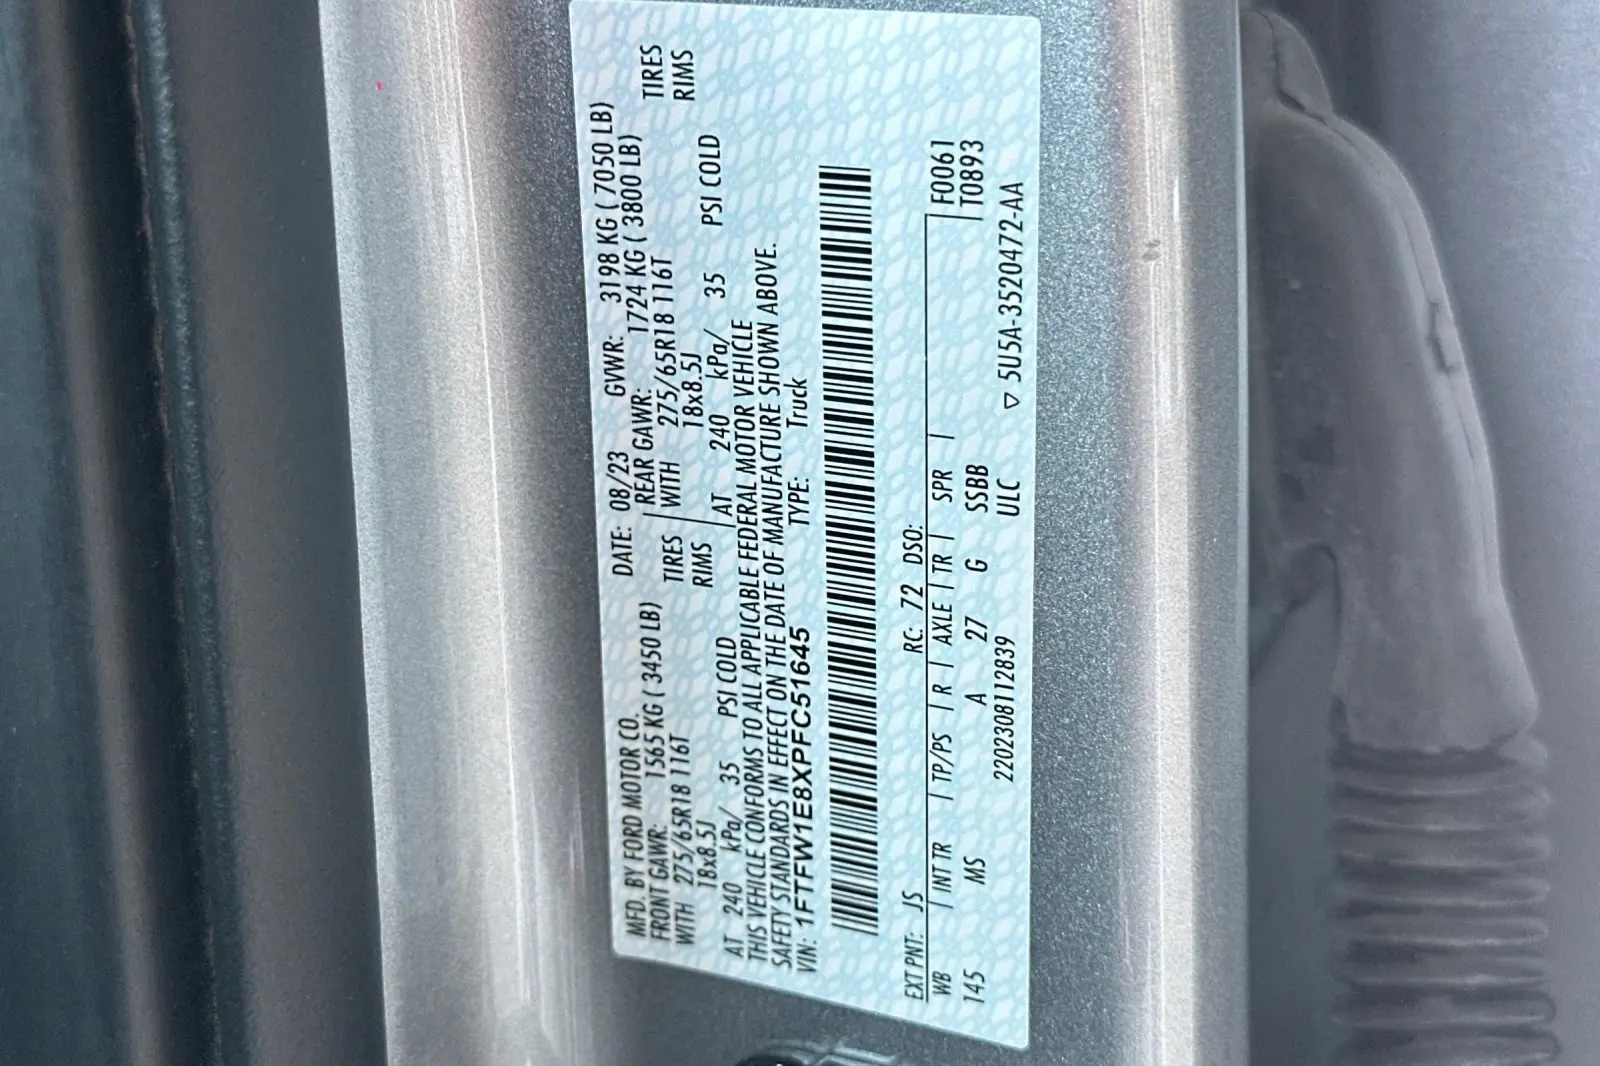 MFD. BY FORD MOTOR CO. DATE: 08/23 GVWR: 3198 KG ( 7050 LB)
FRONT GAWR: 1565 KG ( 3450 LB) REAR GAWR: 1724 KG ( 3800 LB)
WITH 275/65R18 116T TIRES WITH 275/65R18 116T TIRES
18x8.5J RIMS 18x8.5J RIMS
AT 240 kPa/ 35 PSI COLD AT 240 kPa/ 35 PSI COLD
THIS VEHICLE CONFORMS TO ALL APPLICABLE FEDERAL MOTOR VEHICLE
SAFETY STANDARDS IN EFFECT ON THE DATE OF MANUFACTURE SHOWN ABOVE.
VIN: 1FTFW1E8XPFC51645 TYPE: Truck
EXT PNT: JS RC: 72 DSO: F0061
WB INT TR TP/PS R AXLE TR SPR T0893
145 MS A 27 G SSBB
2202308112839 ULC ▽ 5U5A-3520472-AA